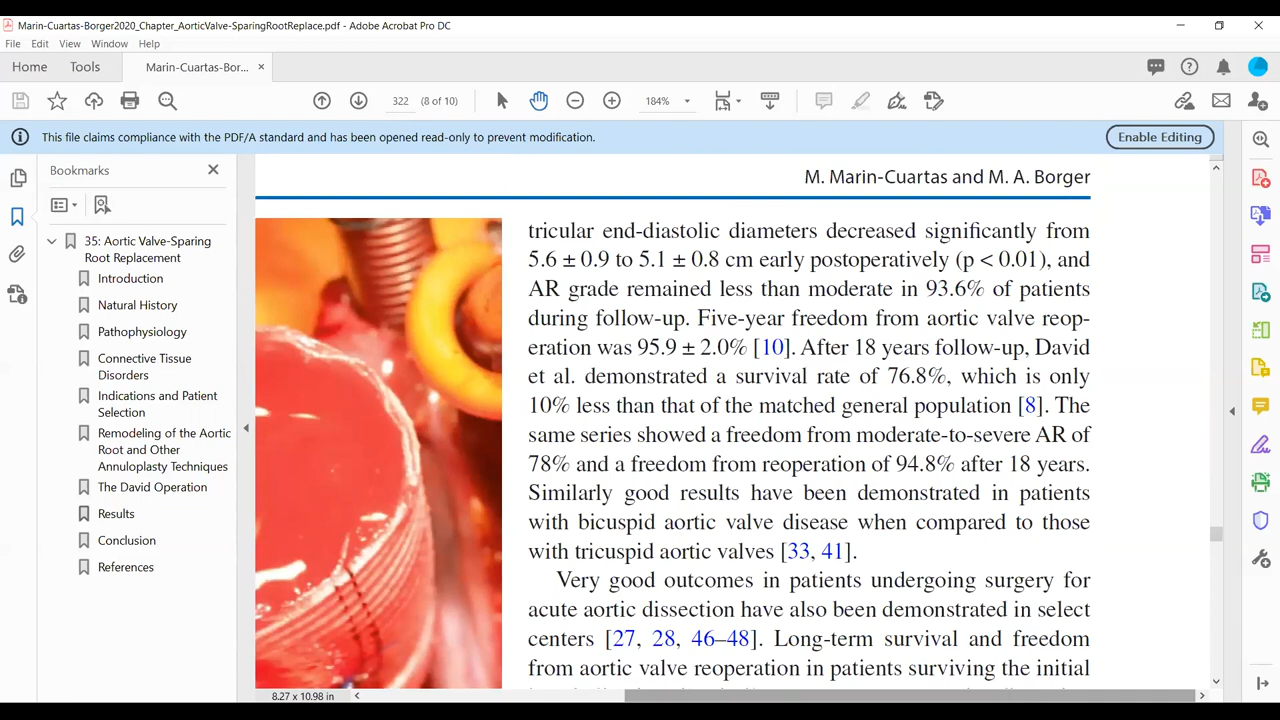 Marin-Cuartas-Borger2020_Chapter_AorticValve-SparingRootReplace.pdf - Adobe Acrobat Pro DC
File Edit View Window Help
Home Tools Marin-Cuartas-Bor... ×
322 (8 of 10) 184%
This file claims compliance with the PDF/A standard and has been opened read-only to prevent modification. Enable Editing
Bookmarks
35: Aortic Valve-Sparing
Root Replacement
Introduction
Natural History
Pathophysiology
Connective Tissue
Disorders
Indications and Patient
Selection
Remodeling of the Aortic
Root and Other
Annuloplasty Techniques
The David Operation
Results
Conclusion
References
M. Marin-Cuartas and M. A. Borger
tricular end-diastolic diameters decreased significantly from
5.6 ± 0.9 to 5.1 ± 0.8 cm early postoperatively (p < 0.01), and
AR grade remained less than moderate in 93.6% of patients
during follow-up. Five-year freedom from aortic valve reop-
eration was 95.9 ± 2.0% [10]. After 18 years follow-up, David
et al. demonstrated a survival rate of 76.8%, which is only
10% less than that of the matched general population [8]. The
same series showed a freedom from moderate-to-severe AR of
78% and a freedom from reoperation of 94.8% after 18 years.
Similarly good results have been demonstrated in patients
with bicuspid aortic valve disease when compared to those
with tricuspid aortic valves [33, 41].
Very good outcomes in patients undergoing surgery for
acute aortic dissection have also been demonstrated in select
centers [27, 28, 46–48]. Long-term survival and freedom
from aortic valve reoperation in patients surviving the initial
8.27 x 10.98 in